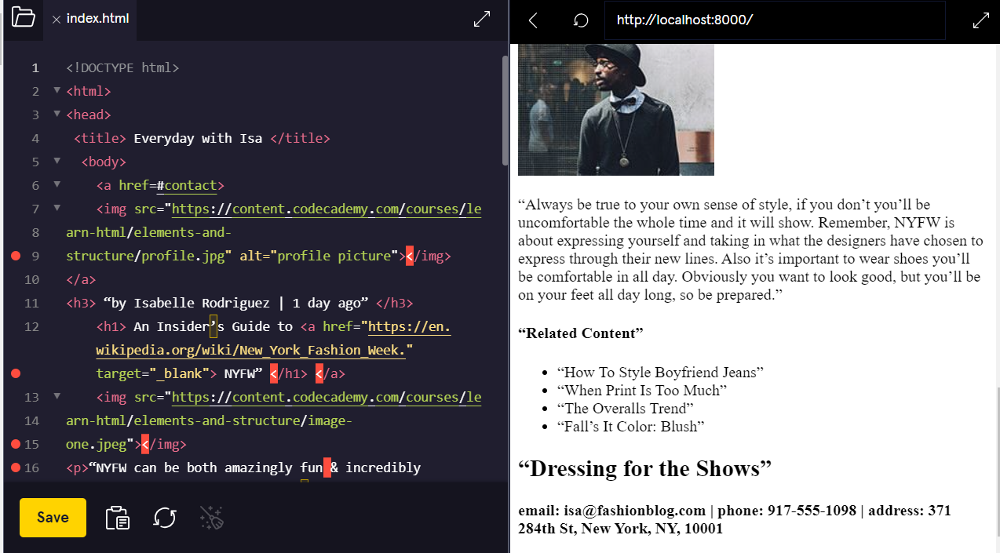 index.html
http://localhost:8000/
1 <!DOCTYPE html>
2 <html>
3 <head>
4 <title> Everyday with Isa </title>
5 <body>
6 <a href=#contact>
7 <img src="https://content.codecademy.com/courses/le
8 arn-html/elements-and-
9 structure/profile.jpg" alt="profile picture"></img>
10 </a>
11 <h3> “by Isabelle Rodriguez | 1 day ago” </h3>
12 <h1> An Insider’s Guide to <a href="https://en.
wikipedia.org/wiki/New_York_Fashion_Week."
target="_blank"> NYFW” </h1> </a>
13 <img src="https://content.codecademy.com/courses/le
14 arn-html/elements-and-structure/image-
15 one.jpeg"></img>
16 <p>“NYFW can be both amazingly fun & incredibly
Save
“Always be true to your own sense of style, if you don’t you’ll be
uncomfortable the whole time and it will show. Remember, NYFW is
about expressing yourself and taking in what the designers have chosen to
express through their new lines. Also it’s important to wear shoes you’ll
be comfortable in all day. Obviously you want to look good, but you’ll be
on your feet all day long, so be prepared.”
“Related Content”
• “How To Style Boyfriend Jeans”
• “When Print Is Too Much”
• “The Overalls Trend”
• “Fall’s It Color: Blush”
“Dressing for the Shows”
email: isa@fashionblog.com | phone: 917-555-1098 | address: 371
284th St, New York, NY, 10001